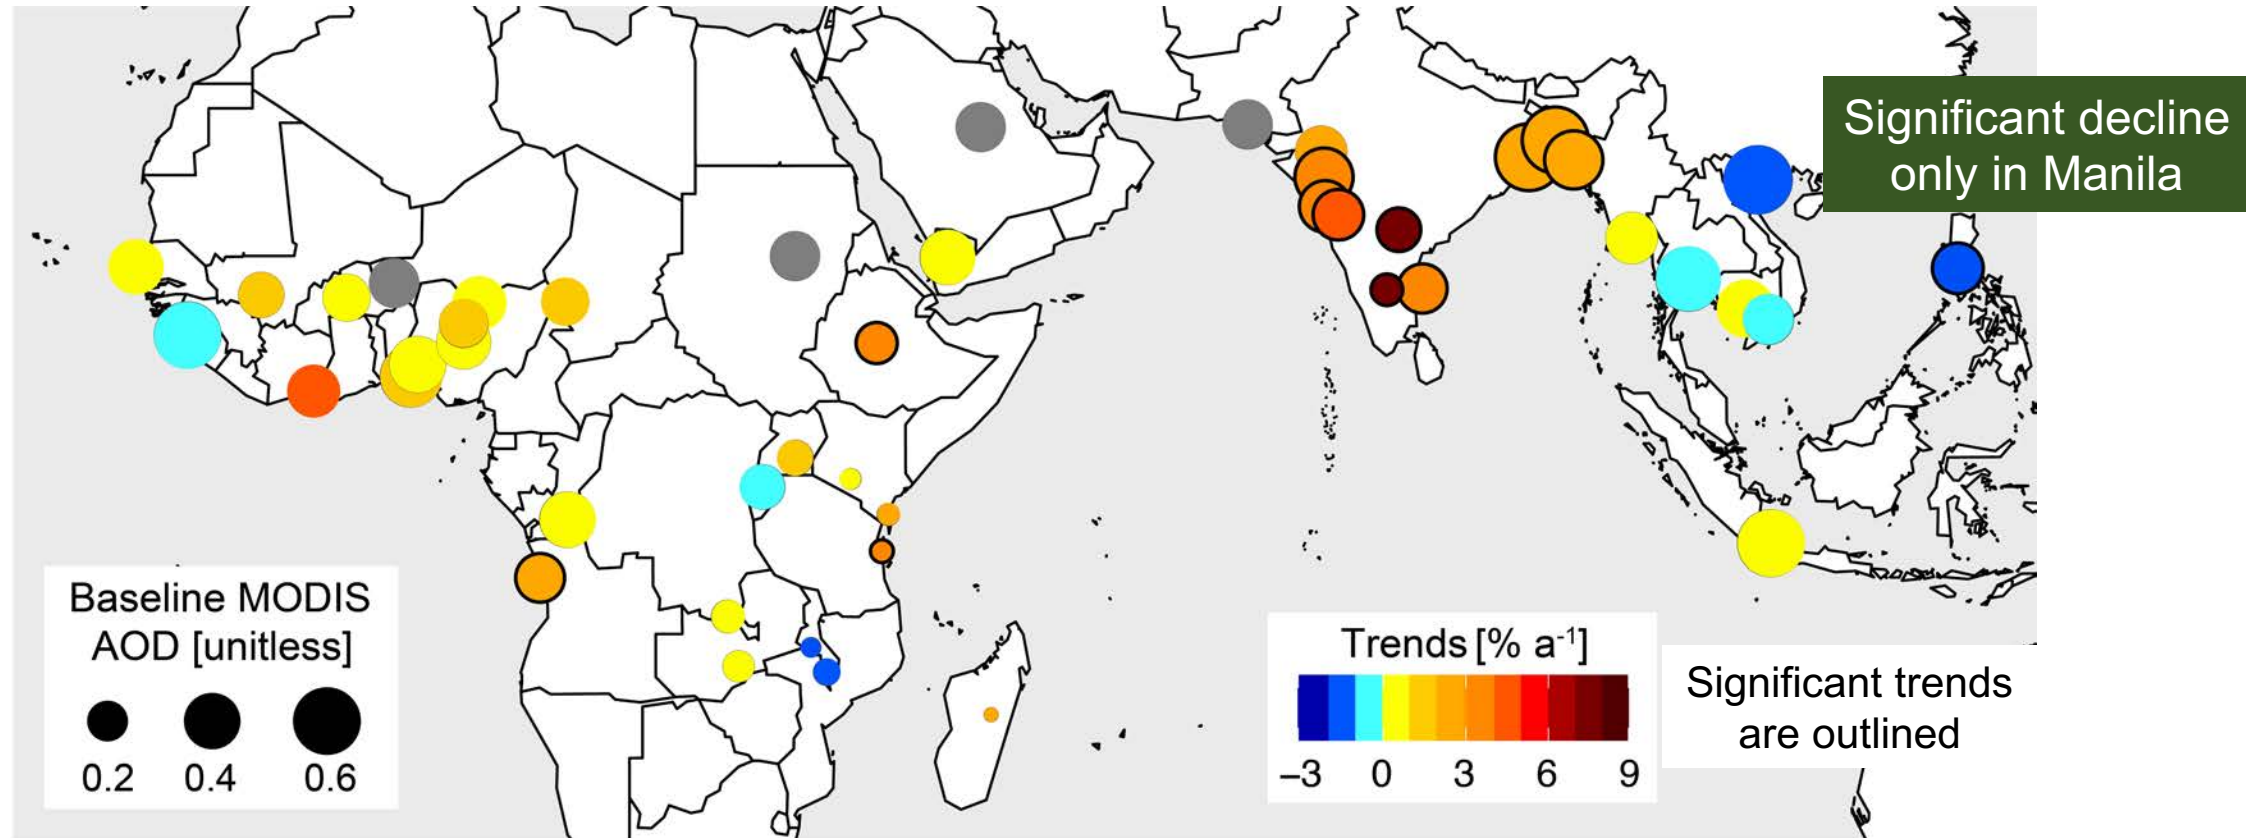 Significant decline
only in Manila
Baseline MODIS
AOD [unitless]
0.2 0.4 0.6
Trends [% a⁻¹]
−3 0 3 6 9
Significant trends
are outlined